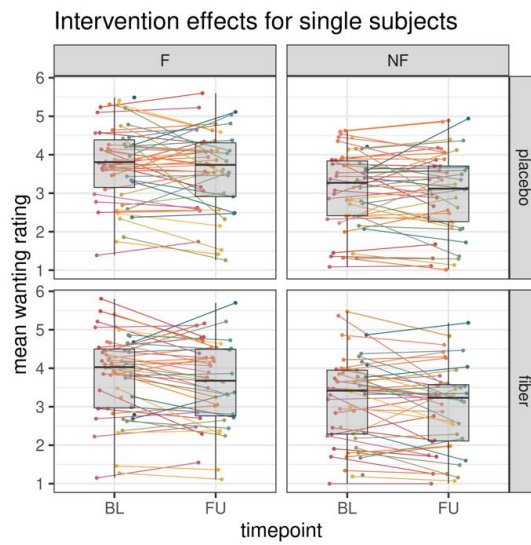 Intervention effects for single subjects
F
NF
6
5
4
3
2
1
placebo
6
5
4
3
2
1
fiber
mean wanting rating
BL
FU
BL
FU
timepoint